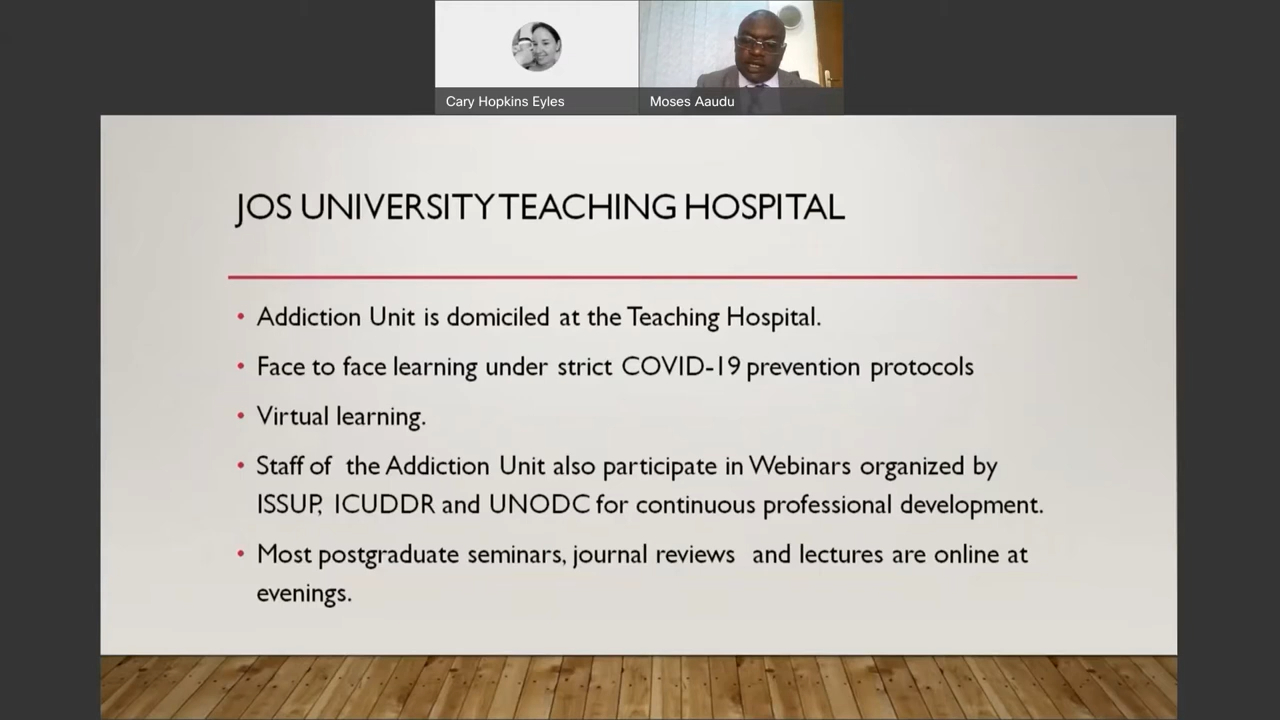 Cary Hopkins Eyles
Moses Aaudu
JOS UNIVERSITY TEACHING HOSPITAL
• Addiction Unit is domiciled at the Teaching Hospital.
• Face to face learning under strict COVID-19 prevention protocols
• Virtual learning.
• Staff of the Addiction Unit also participate in Webinars organized by
ISSUP, ICUDDR and UNODC for continuous professional development.
• Most postgraduate seminars, journal reviews and lectures are online at
evenings.